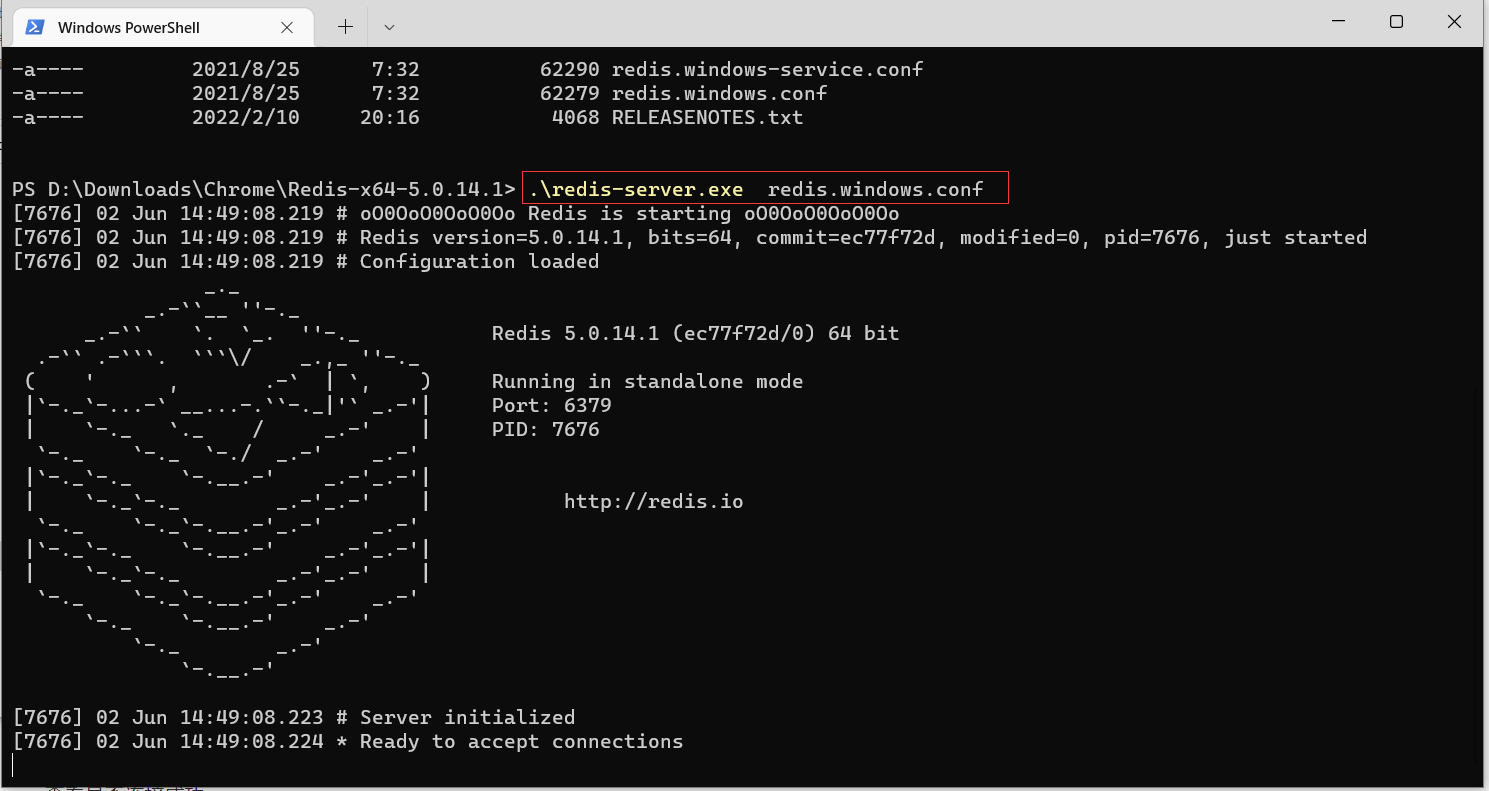 Windows PowerShell
-a---- 2021/8/25 7:32 62290 redis.windows-service.conf
-a---- 2021/8/25 7:32 62279 redis.windows.conf
-a---- 2022/2/10 20:16 4068 RELEASENOTES.txt
PS D:\Downloads\Chrome\Redis-x64-5.0.14.1> .\redis-server.exe redis.windows.conf
[7676] 02 Jun 14:49:08.219 # oO0OoO0OoO0Oo Redis is starting oO0OoO0OoO0Oo
[7676] 02 Jun 14:49:08.219 # Redis version=5.0.14.1, bits=64, commit=ec77f72d, modified=0, pid=7676, just started
[7676] 02 Jun 14:49:08.219 # Configuration loaded
Redis 5.0.14.1 (ec77f72d/0) 64 bit
Running in standalone mode
Port: 6379
PID: 7676
http://redis.io
[7676] 02 Jun 14:49:08.223 # Server initialized
[7676] 02 Jun 14:49:08.224 * Ready to accept connections